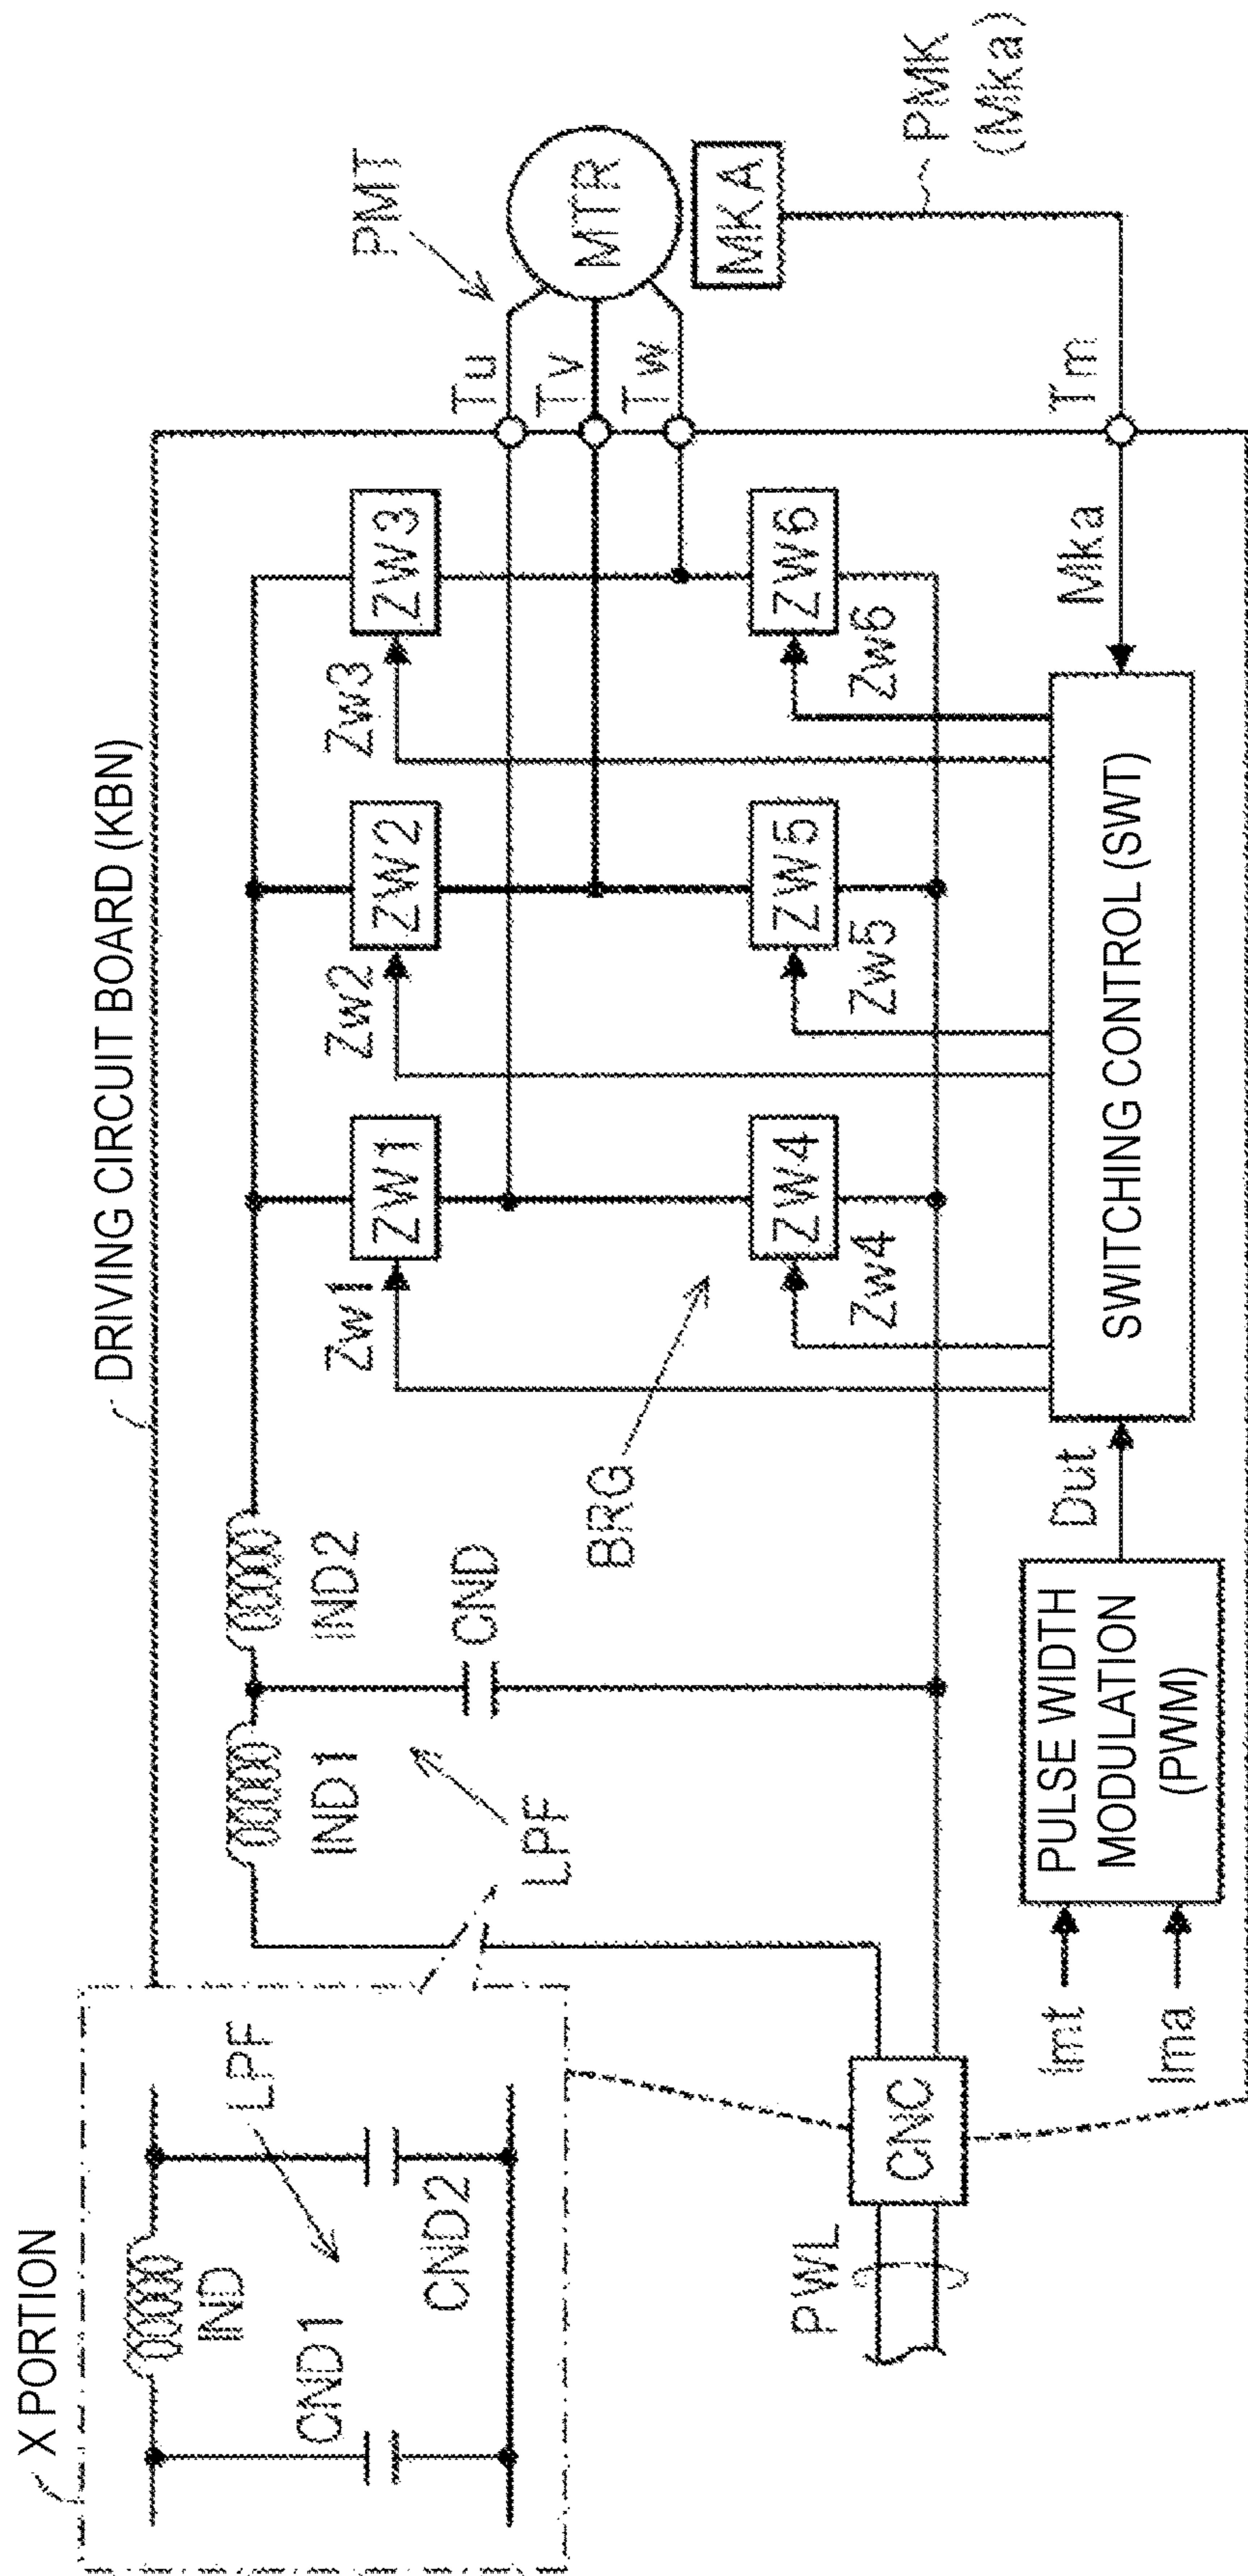 X PORTION
IND
LPF
CND1
CND2
DRIVING CIRCUIT BOARD (KBN)
IND1
IND2
CND
LPF
BRG
Zw1
ZW1
Zw2
ZW2
Zw3
ZW3
ZW4
Zw4
ZW5
Zw5
ZW6
Zw6
Tu
Tv
Tw
Tm
PMT
MTR
MKA
PMK
(Mka)
Mka
PWL
CNC
Imt
Ima
PULSE WIDTH
MODULATION
(PWM)
Dut
SWITCHING CONTROL (SWT)